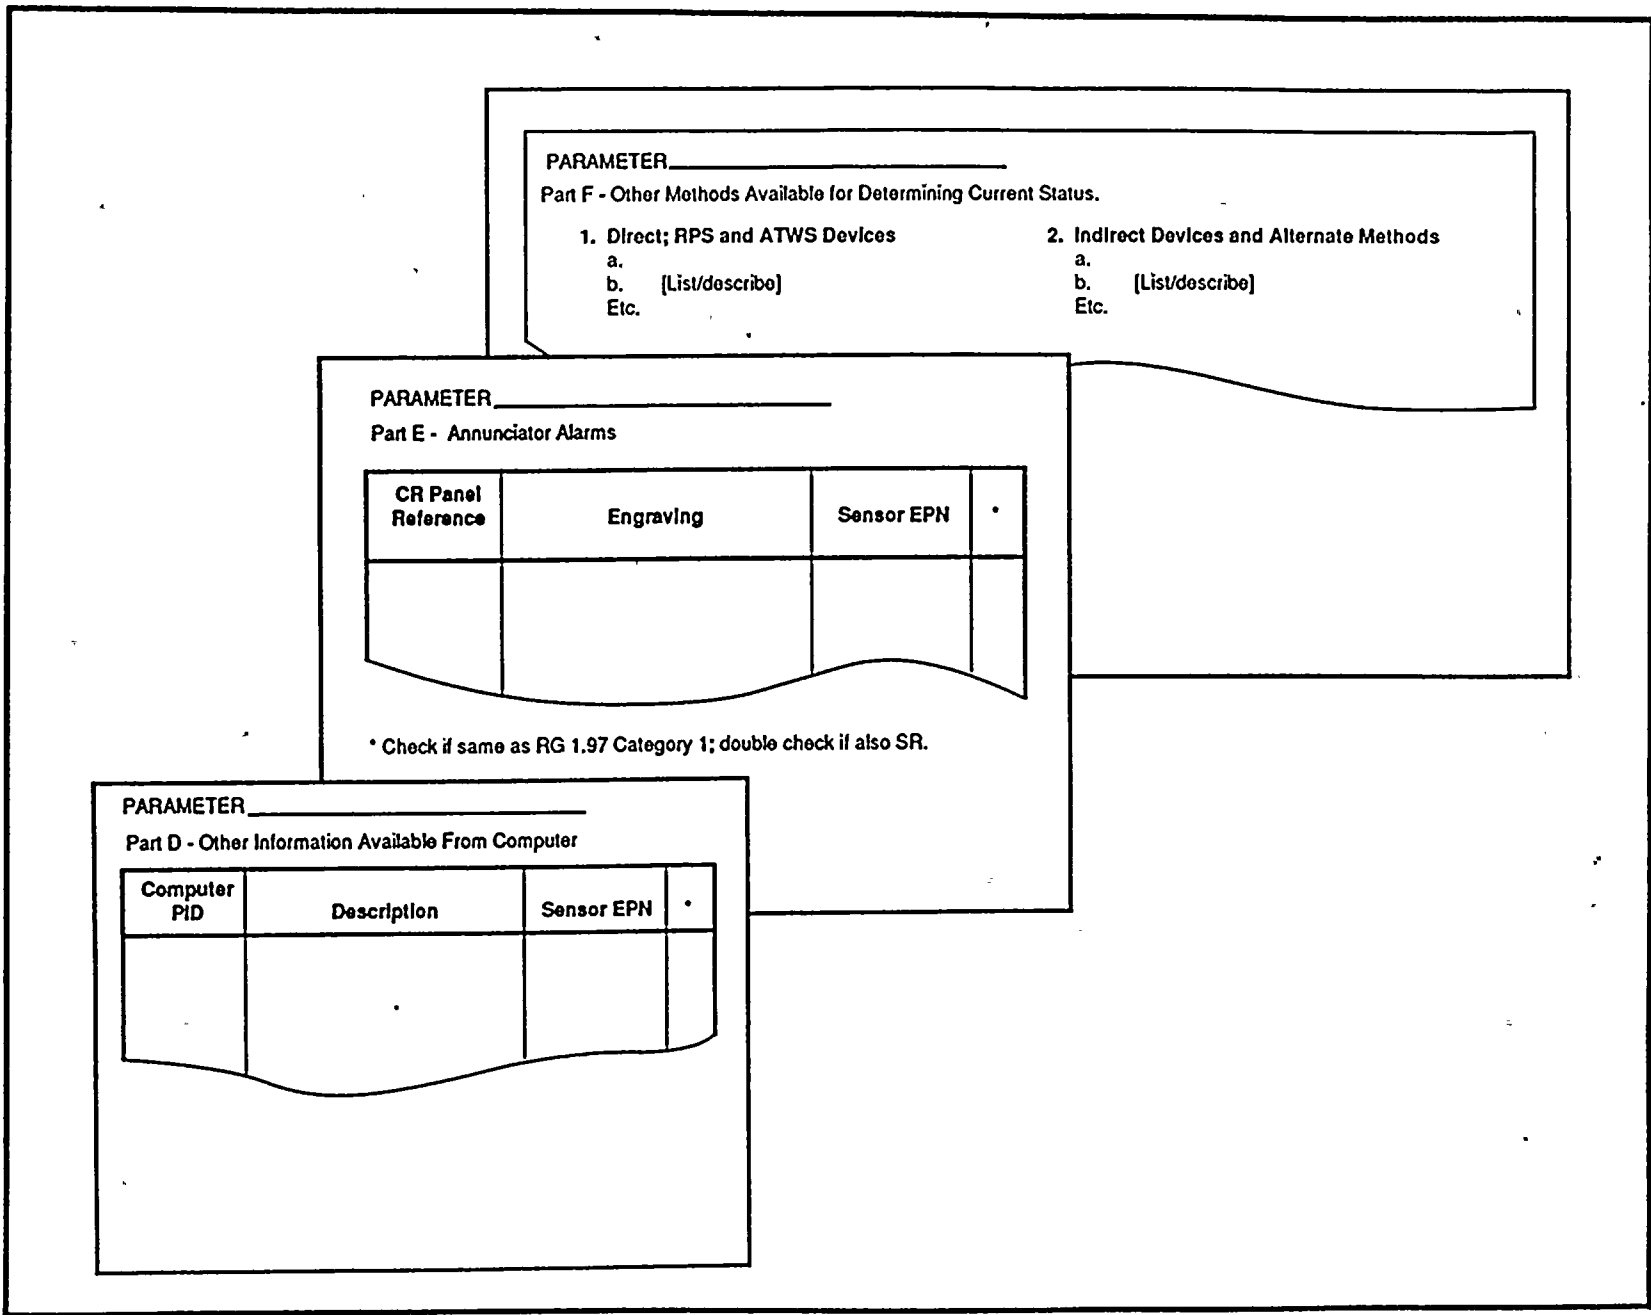 PARAMETER
Part F - Other Methods Available for Determining Current Status.
1. Direct; RPS and ATWS Devices
a.
b. [List/describe]
Etc.
2. Indirect Devices and Alternate Methods
a.
b. [List/describe]
Etc.
PARAMETER
Part E - Annunciator Alarms
CR Panel
Reference
Engraving
Sensor EPN
*
* Check if same as RG 1.97 Category 1; double check if also SR.
PARAMETER
Part D - Other Information Available From Computer
Computer
PID
Description
Sensor EPN
*